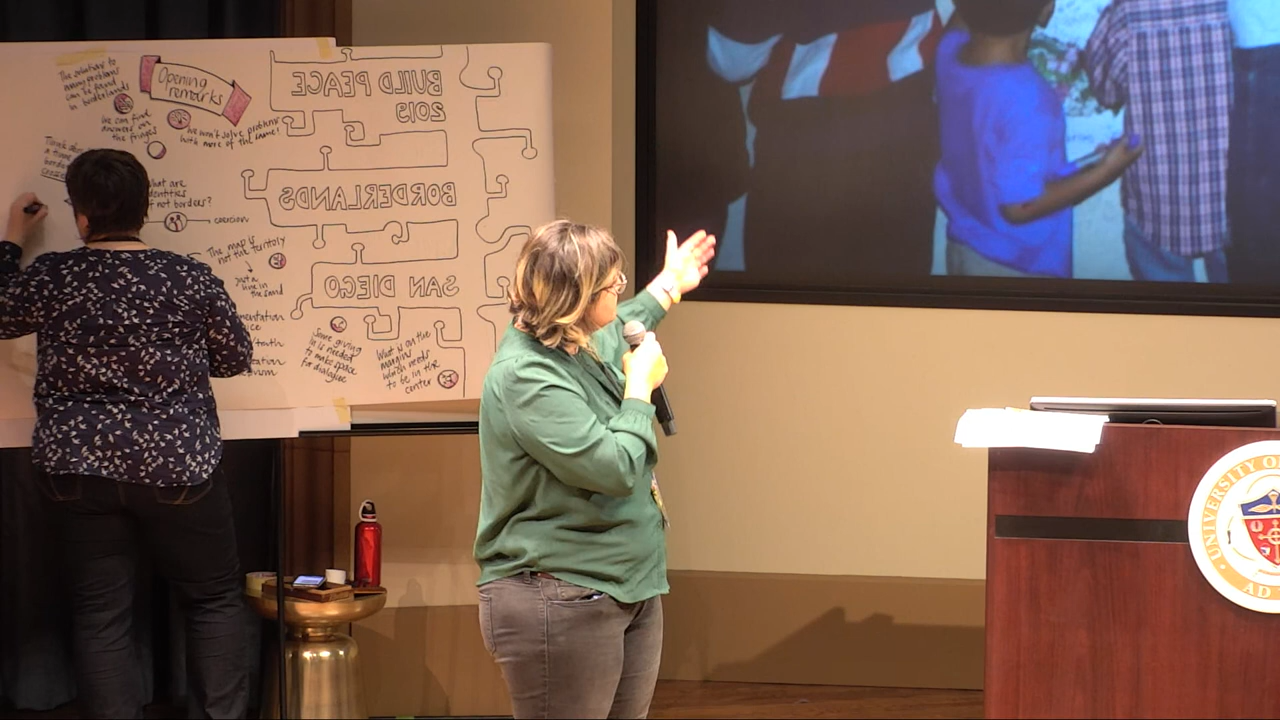 The solutions to
many problems
can be found
in borderlands
Opening
remarks
We can find
answers on
the fringes
We won't solve problems
with more of the same!
BUILD PEACE
2019
BORDERLANDS
SAN DIEGO
What are
identities
if not borders?
coercion
The map is
not the territory
just a
line in
the sand
Some giving
in is needed
to make space
for dialogue
What is on the
margins
which needs
to be in the
center
UNIVERSITY OF
AD